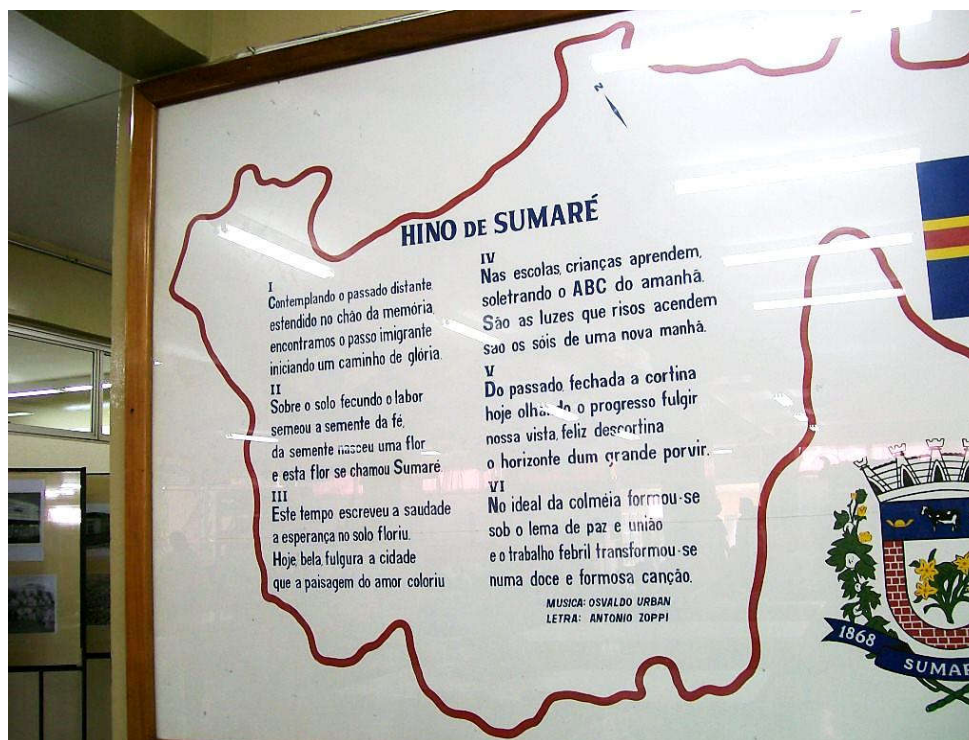 N
HINO DE SUMARÉ
I
Contemplando o passado distante
estendido no chão da memória,
encontramos o passo imigrante
iniciando um caminho de glória.
II
Sobre o solo fecundo o labor
semeou a semente da fé,
da semente nasceu uma flor
e esta flor se chamou Sumaré.
III
Este tempo escreveu a saudade
a esperança no solo floriu.
Hoje, bela, fulgura a cidade
que a paisagem do amor coloriu
IV
Nas escolas, crianças aprendem,
soletrando o ABC do amanhã.
São as luzes que risos acendem
são os sóis de uma nova manhã.
V
Do passado, fechada a cortina
hoje olhando o progresso fulgir
nossa vista, feliz descortina
o horizonte dum grande porvir.
VI
No ideal da colméia formou-se
sob o lema de paz e união
e o trabalho febril transformou-se
numa doce e formosa canção.
MUSICA: OSVALDO URBAN
LETRA: ANTONIO ZOPPI
1868
SUMAR